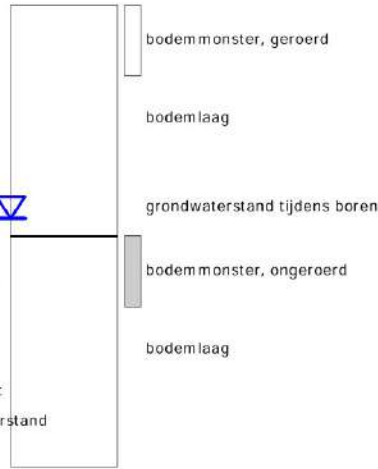 bodemmonster, geroerd
bodemlaag
grondwaterstand tijdens boren
bodemmonster, ongeroerd
bodemlaag
rstand